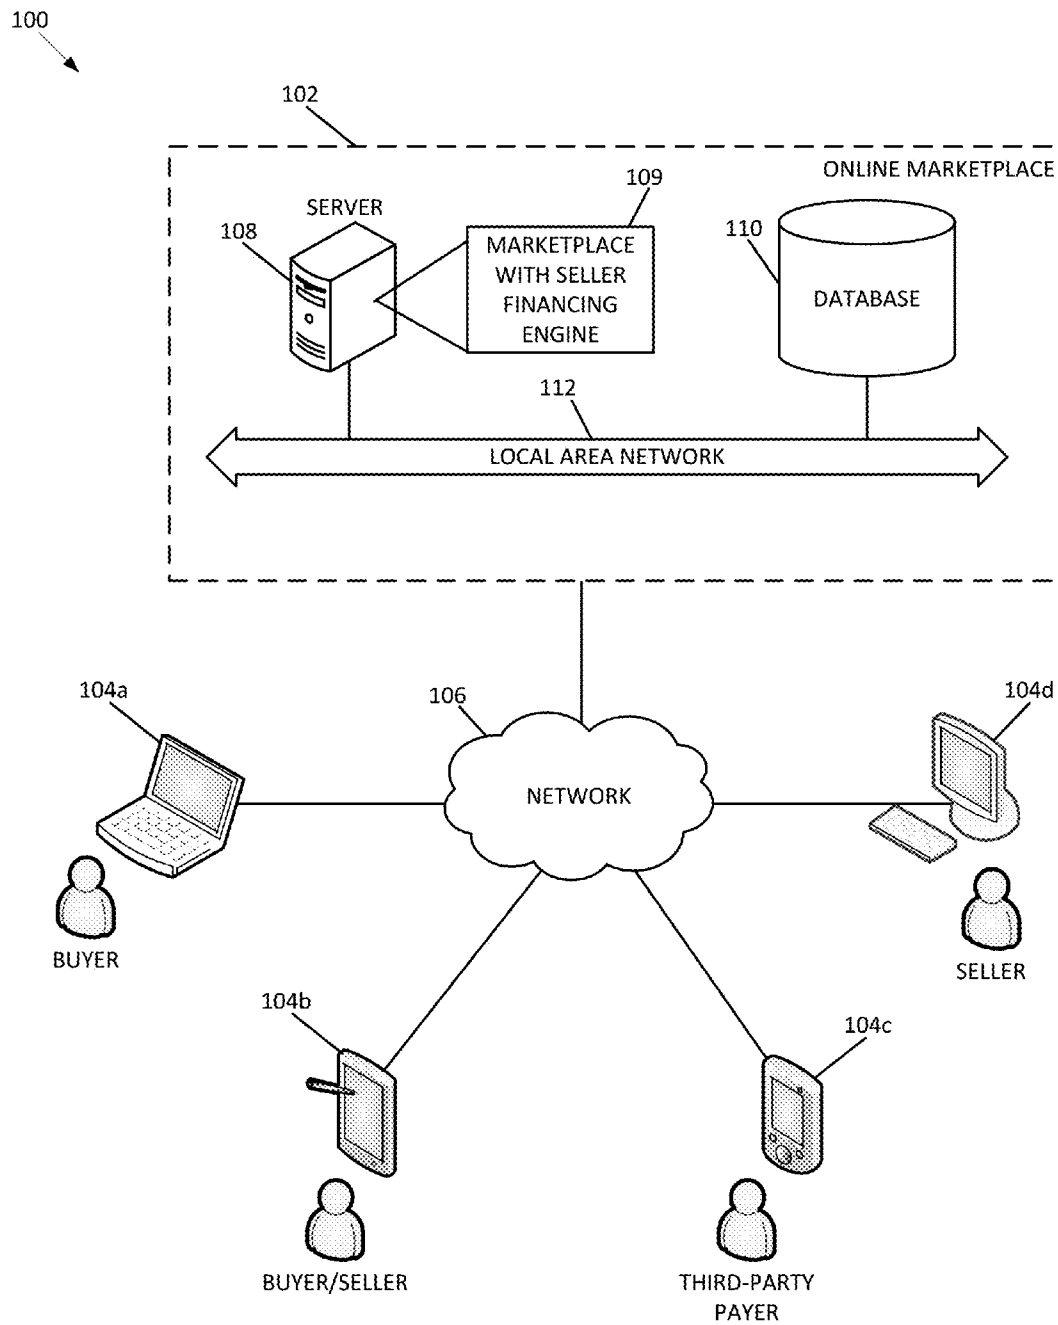 100
102
ONLINE MARKETPLACE
109
SERVER
108
MARKETPLACE
WITH SELLER
FINANCING
ENGINE
110
DATABASE
112
LOCAL AREA NETWORK
104a
106
104d
NETWORK
BUYER
SELLER
104b
104c
BUYER/SELLER
THIRD-PARTY
PAYER